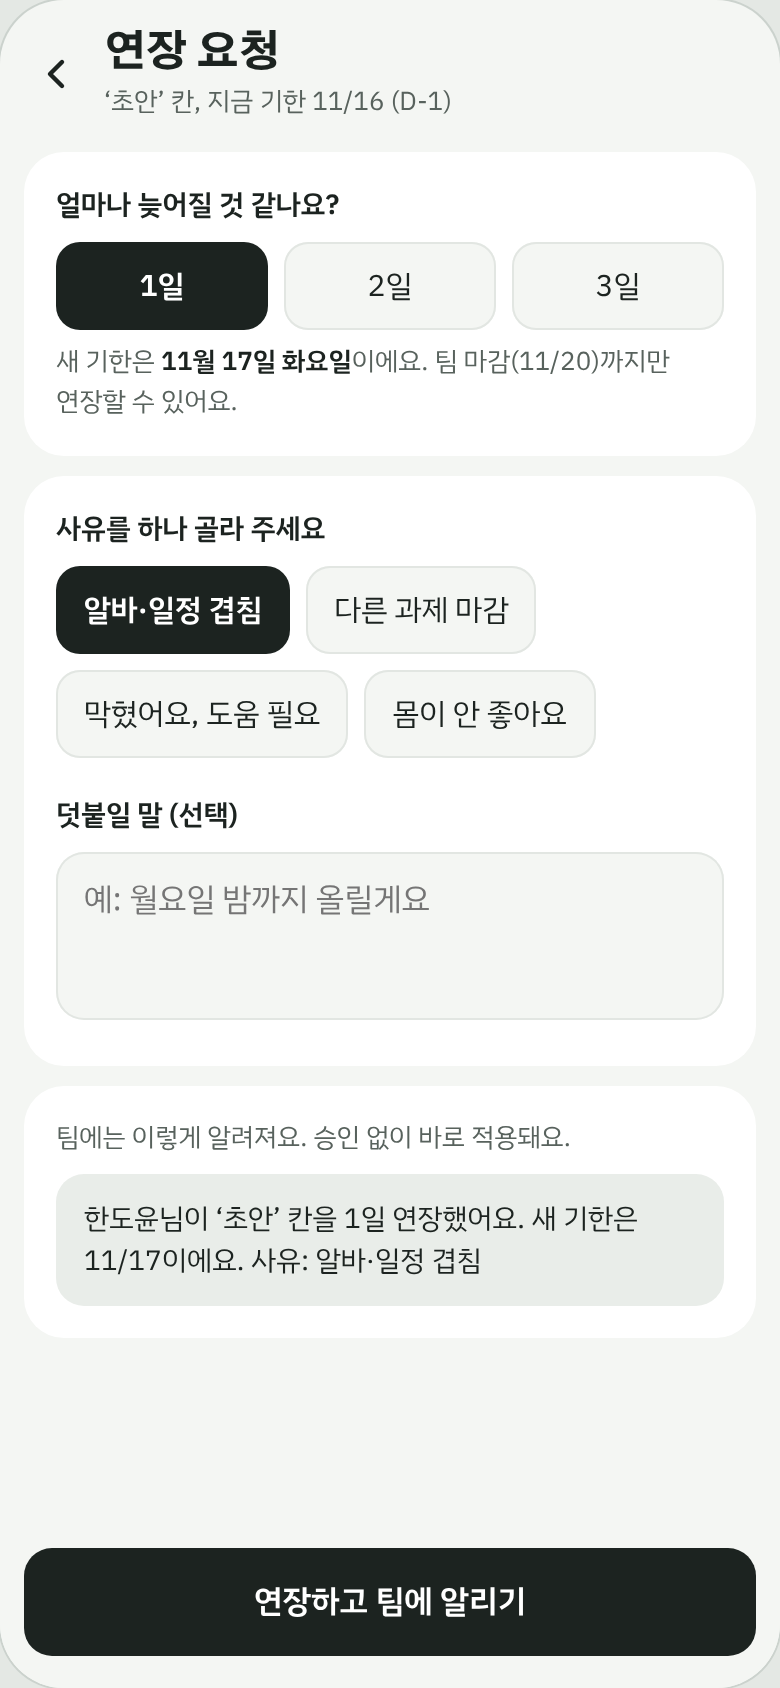 연장 요청
‘초안’ 칸, 지금 기한 11/16 (D-1)
얼마나 늦어질 것 같나요?
1일
2일
3일
새 기한은 11월 17일 화요일이에요. 팀 마감(11/20)까지만
연장할 수 있어요.
사유를 하나 골라 주세요
알바·일정 겹침
다른 과제 마감
막혔어요, 도움 필요
몸이 안 좋아요
덧붙일 말 (선택)
예: 월요일 밤까지 올릴게요
팀에는 이렇게 알려져요. 승인 없이 바로 적용돼요.
한도윤님이 ‘초안’ 칸을 1일 연장했어요. 새 기한은
11/17이에요. 사유: 알바·일정 겹침
연장하고 팀에 알리기